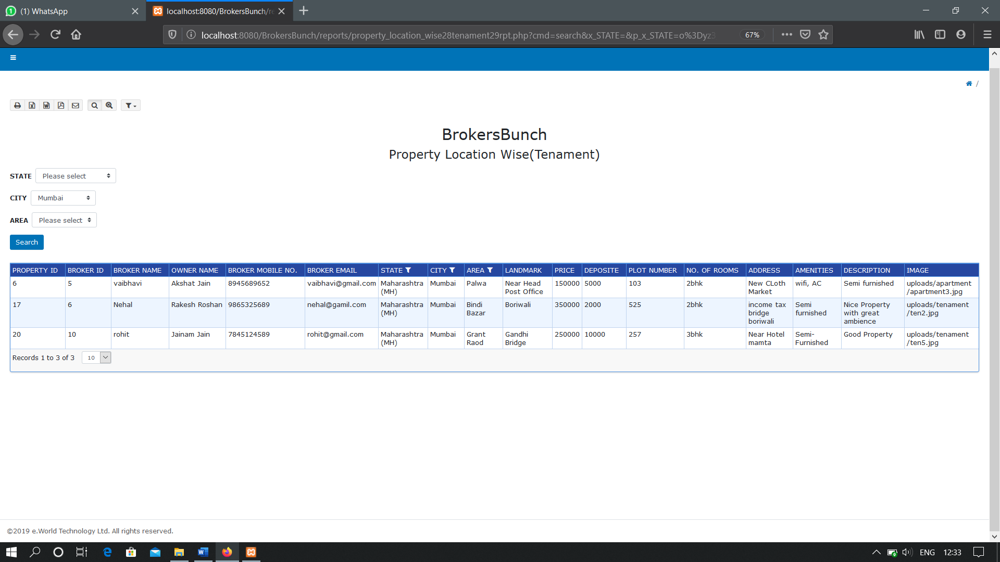 (1) WhatsApp
localhost:8080/BrokersBunch/re
localhost:8080/BrokersBunch/reports/property_location_wise28tenament29rpt.php?cmd=search&x_STATE=&p_x_STATE=o%3Dyz3
67%
/
BrokersBunch
Property Location Wise(Tenament)
STATE Please select
CITY Mumbai
AREA Please select
Search
PROPERTY ID BROKER ID BROKER NAME OWNER NAME BROKER MOBILE NO. BROKER EMAIL STATE CITY AREA LANDMARK PRICE DEPOSITE PLOT NUMBER NO. OF ROOMS ADDRESS AMENITIES DESCRIPTION IMAGE
6 5 vaibhavi Akshat Jain 8945689652 vaibhavi@gmail.com Maharashtra Mumbai Palwa Near Head 150000 5000 103 2bhk New CLoth wifi, AC Semi furnished uploads/apartment
(MH) Post Office Market /apartment3.jpg
17 6 Nehal Rakesh Roshan 9865325689 nehal@gamil.com Maharashtra Mumbai Bindi Boriwali 350000 2000 525 2bhk income tax Semi Nice Property uploads/tenament
(MH) Bazar bridge furnished with great /ten2.jpg
boriwali ambience
20 10 rohit Jainam Jain 7845124589 rohit@gmail.com Maharashtra Mumbai Grant Gandhi 250000 10000 257 3bhk Near Hotel Semi- Good Property uploads/tenament
(MH) Raod Bridge mamta Furnished /ten5.jpg
Records 1 to 3 of 3 10
©2019 e.World Technology Ltd. All rights reserved.
ENG 12:33